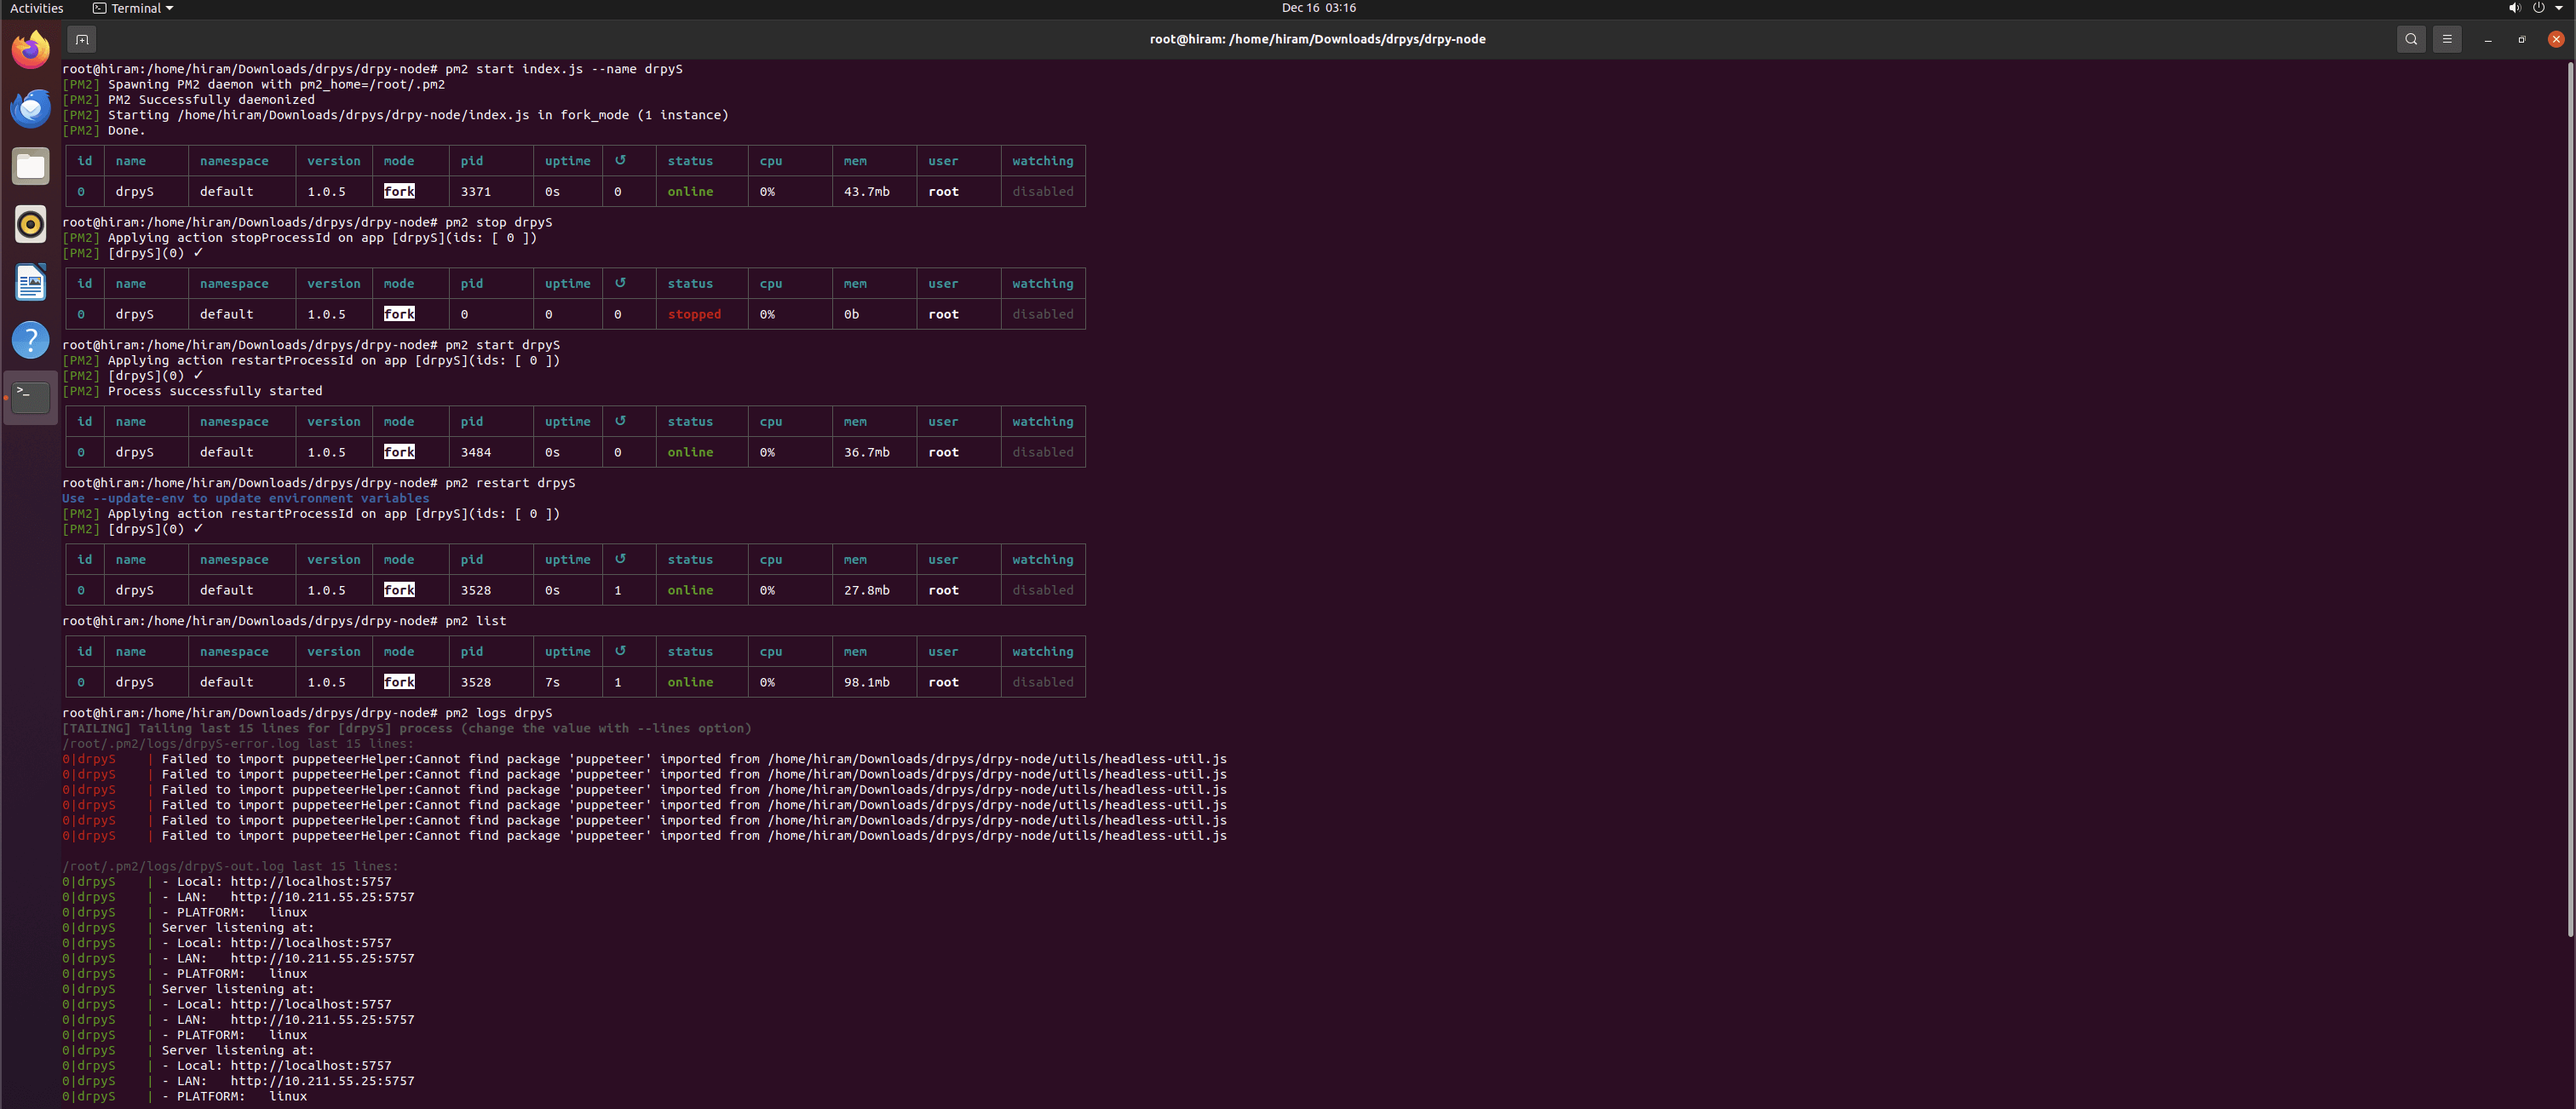 Activities Terminal Dec 16 03:16
root@hiram: /home/hiram/Downloads/drpys/drpy-node
root@hiram:/home/hiram/Downloads/drpys/drpy-node# pm2 start index.js --name drpyS
[PM2] Spawning PM2 daemon with pm2_home=/root/.pm2
[PM2] PM2 Successfully daemonized
[PM2] Starting /home/hiram/Downloads/drpys/drpy-node/index.js in fork_mode (1 instance)
[PM2] Done.
id name namespace version mode pid uptime ↺ status cpu mem user watching
0 drpyS default 1.0.5 fork 3371 0s 0 online 0% 43.7mb root disabled
root@hiram:/home/hiram/Downloads/drpys/drpy-node# pm2 stop drpyS
[PM2] Applying action stopProcessId on app [drpyS](ids: [ 0 ])
[PM2] [drpyS](0) ✓
id name namespace version mode pid uptime ↺ status cpu mem user watching
0 drpyS default 1.0.5 fork 0 0 0 stopped 0% 0b root disabled
root@hiram:/home/hiram/Downloads/drpys/drpy-node# pm2 start drpyS
[PM2] Applying action restartProcessId on app [drpyS](ids: [ 0 ])
[PM2] [drpyS](0) ✓
[PM2] Process successfully started
id name namespace version mode pid uptime ↺ status cpu mem user watching
0 drpyS default 1.0.5 fork 3484 0s 0 online 0% 36.7mb root disabled
root@hiram:/home/hiram/Downloads/drpys/drpy-node# pm2 restart drpyS
Use --update-env to update environment variables
[PM2] Applying action restartProcessId on app [drpyS](ids: [ 0 ])
[PM2] [drpyS](0) ✓
id name namespace version mode pid uptime ↺ status cpu mem user watching
0 drpyS default 1.0.5 fork 3528 0s 1 online 0% 27.8mb root disabled
root@hiram:/home/hiram/Downloads/drpys/drpy-node# pm2 list
id name namespace version mode pid uptime ↺ status cpu mem user watching
0 drpyS default 1.0.5 fork 3528 7s 1 online 0% 98.1mb root disabled
root@hiram:/home/hiram/Downloads/drpys/drpy-node# pm2 logs drpyS
[TAILING] Tailing last 15 lines for [drpyS] process (change the value with --lines option)
/root/.pm2/logs/drpyS-error.log last 15 lines:
0|drpyS | Failed to import puppeteerHelper:Cannot find package 'puppeteer' imported from /home/hiram/Downloads/drpys/drpy-node/utils/headless-util.js
0|drpyS | Failed to import puppeteerHelper:Cannot find package 'puppeteer' imported from /home/hiram/Downloads/drpys/drpy-node/utils/headless-util.js
0|drpyS | Failed to import puppeteerHelper:Cannot find package 'puppeteer' imported from /home/hiram/Downloads/drpys/drpy-node/utils/headless-util.js
0|drpyS | Failed to import puppeteerHelper:Cannot find package 'puppeteer' imported from /home/hiram/Downloads/drpys/drpy-node/utils/headless-util.js
0|drpyS | Failed to import puppeteerHelper:Cannot find package 'puppeteer' imported from /home/hiram/Downloads/drpys/drpy-node/utils/headless-util.js
0|drpyS | Failed to import puppeteerHelper:Cannot find package 'puppeteer' imported from /home/hiram/Downloads/drpys/drpy-node/utils/headless-util.js
/root/.pm2/logs/drpyS-out.log last 15 lines:
0|drpyS | - Local: http://localhost:5757
0|drpyS | - LAN: http://10.211.55.25:5757
0|drpyS | - PLATFORM: linux
0|drpyS | Server listening at:
0|drpyS | - Local: http://localhost:5757
0|drpyS | - LAN: http://10.211.55.25:5757
0|drpyS | - PLATFORM: linux
0|drpyS | Server listening at:
0|drpyS | - Local: http://localhost:5757
0|drpyS | - LAN: http://10.211.55.25:5757
0|drpyS | - PLATFORM: linux
0|drpyS | Server listening at:
0|drpyS | - Local: http://localhost:5757
0|drpyS | - LAN: http://10.211.55.25:5757
0|drpyS | - PLATFORM: linux